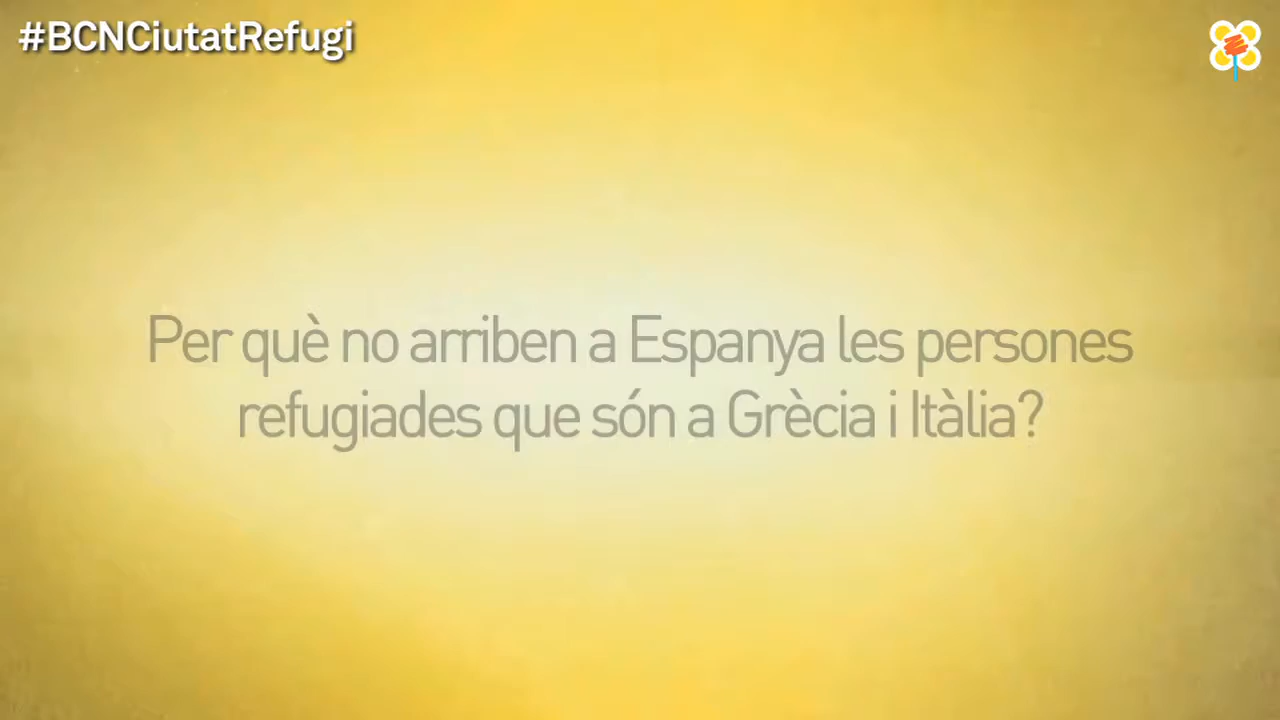 #BCNCiutatRefugi
Per què no arriben a Espanya les persones
refugiades que són a Grècia i Itàlia?